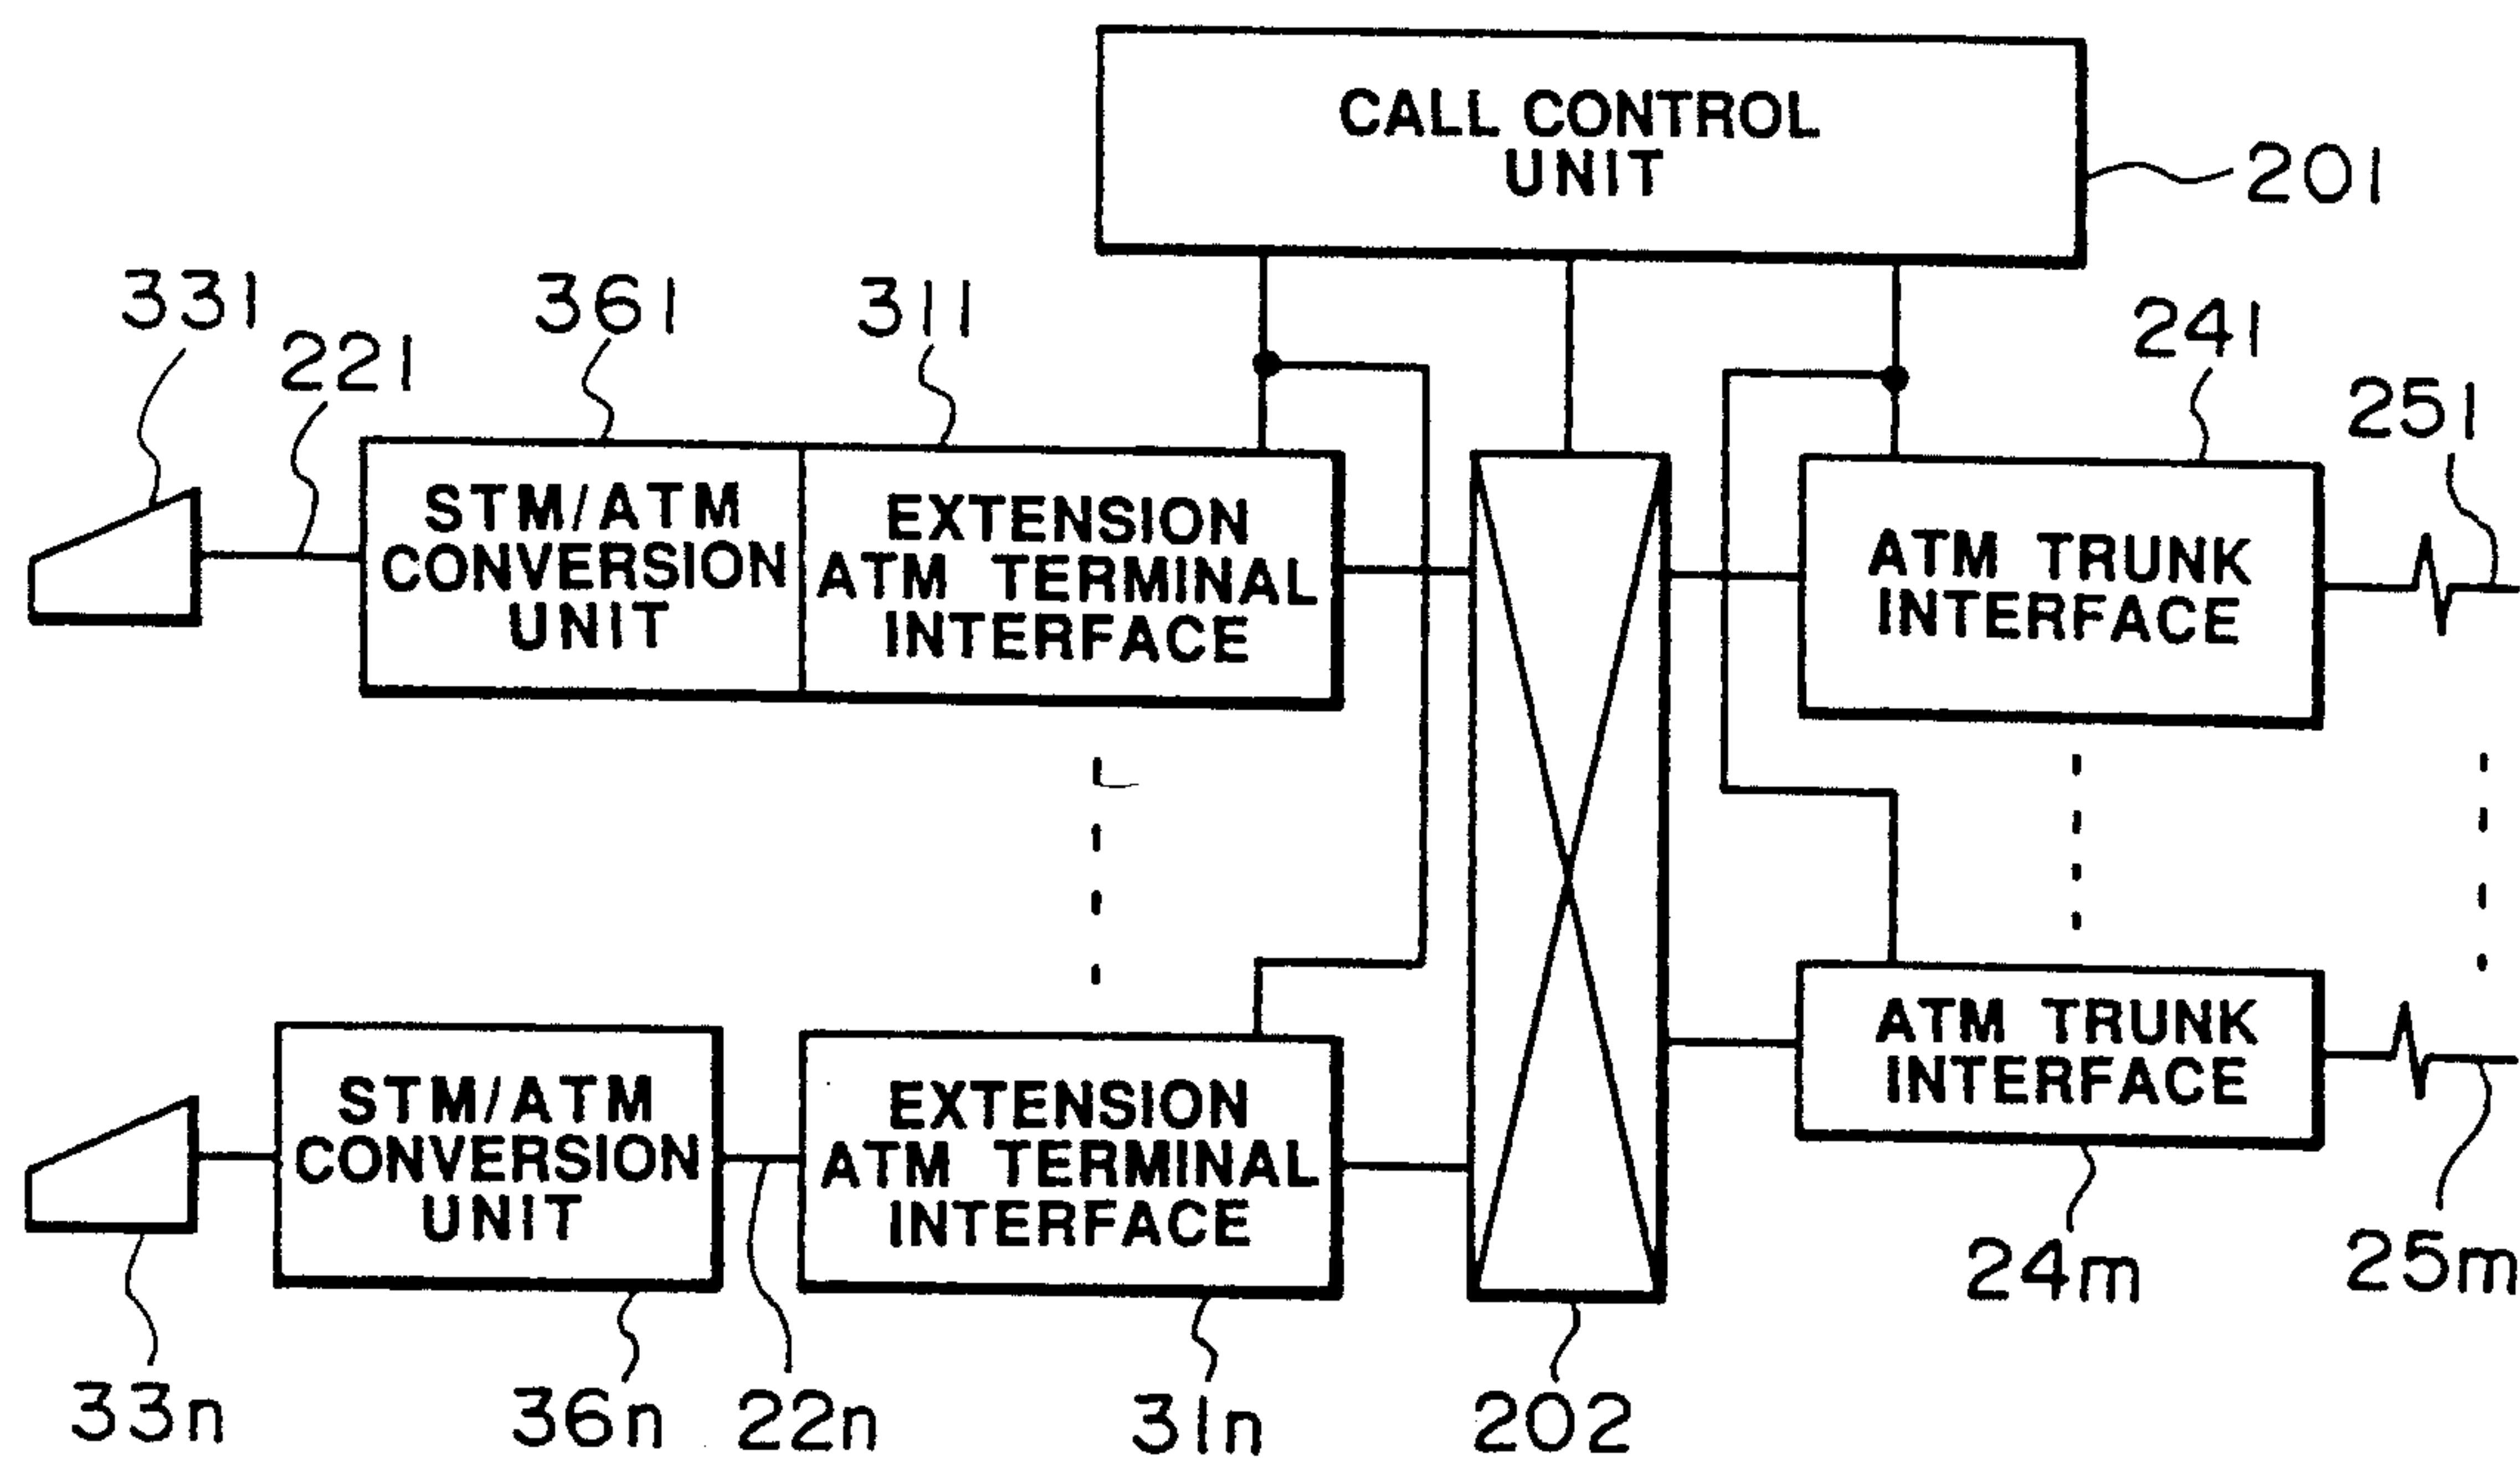 CALL CONTROL
UNIT
201
331
221
361
311
241
251
STM/ATM
CONVERSION
UNIT
EXTENSION
ATM TERMINAL
INTERFACE
ATM TRUNK
INTERFACE
STM/ATM
CONVERSION
UNIT
EXTENSION
ATM TERMINAL
INTERFACE
ATM TRUNK
INTERFACE
33n
36n
22n
31n
202
24m
25m